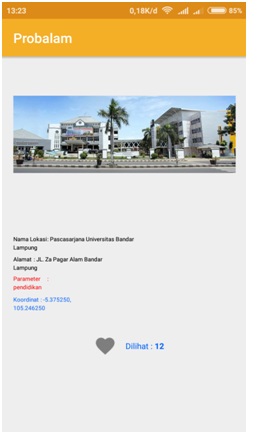 13:23 0,18K/d 85%
Probalam
Nama Lokasi: Pascasarjana Universitas Bandar
Lampung
Alamat : JL. Za Pagar Alam Bandar
Lampung
Parameter :
pendidikan
Koordinat : -5.375250,
105.246250
Dilihat : 12